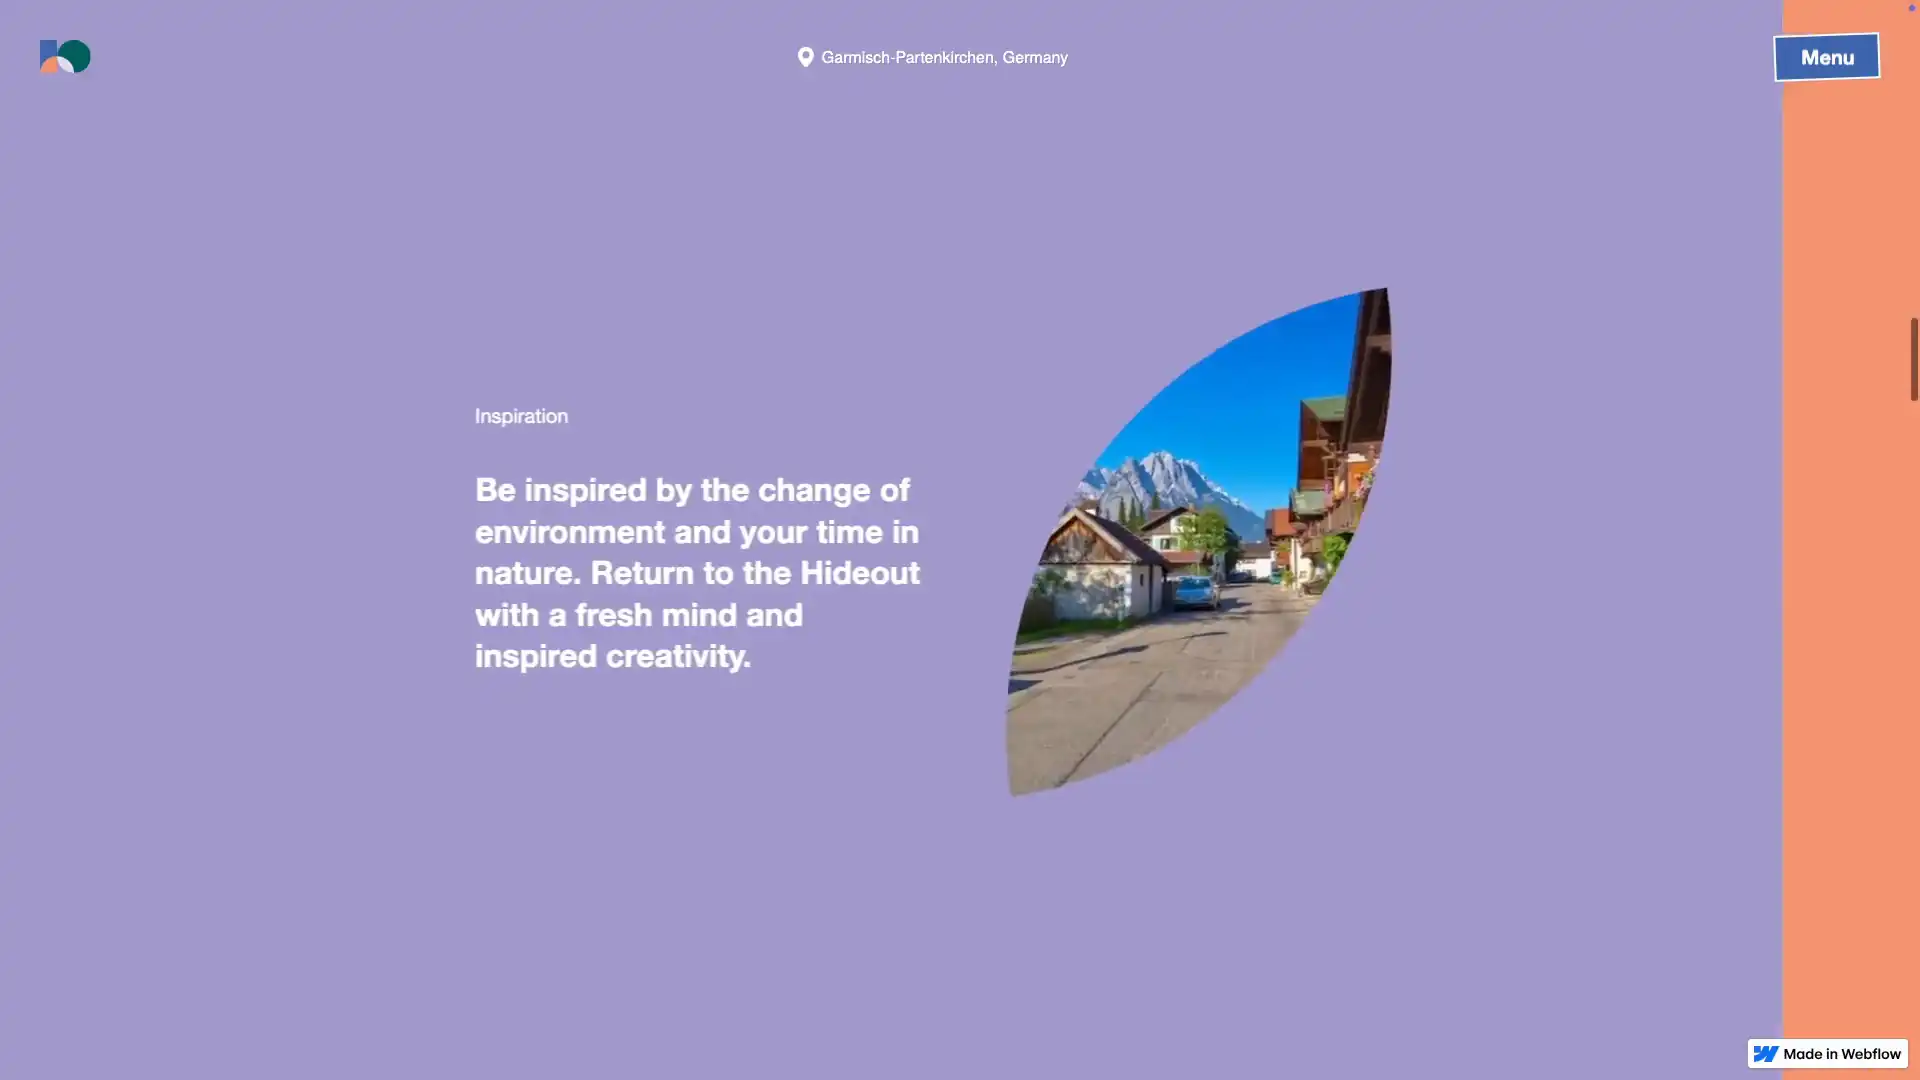 Garmisch-Partenkirchen, Germany
Menu
Inspiration
Be inspired by the change of
environment and your time in
nature. Return to the Hideout
with a fresh mind and
inspired creativity.
Made in Webflow